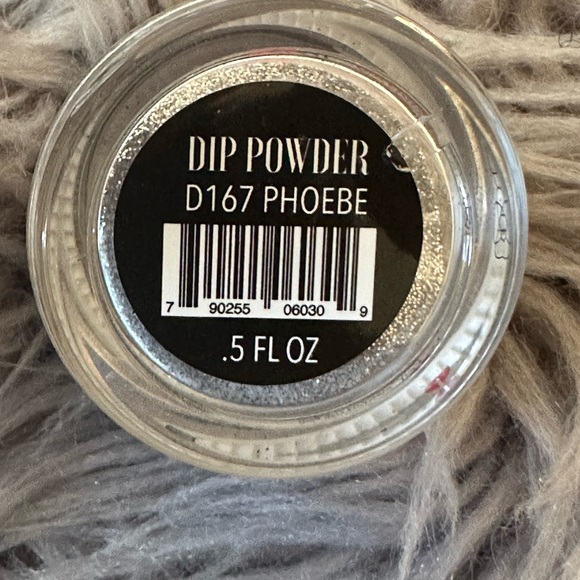 DIP POWDER
D167 PHOEBE
7 90255 06030 9
.5 FL OZ